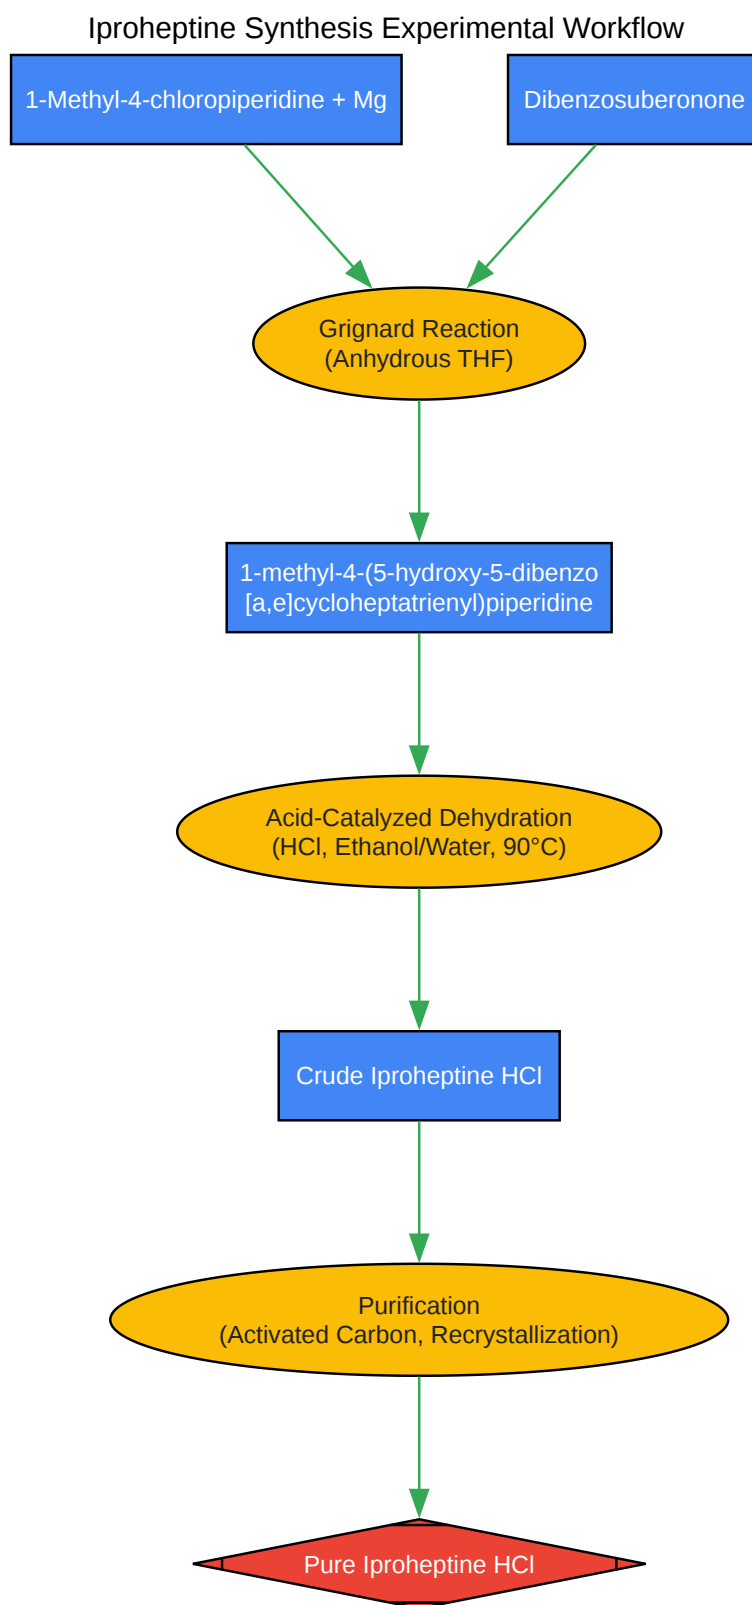 Iproheptine Synthesis Experimental Workflow
1-Methyl-4-chloropiperidine + Mg
Dibenzosuberonone
Grignard Reaction
(Anhydrous THF)
1-methyl-4-(5-hydroxy-5-dibenzo
[a,e]cycloheptatrienyl)piperidine
Acid-Catalyzed Dehydration
(HCl, Ethanol/Water, 90°C)
Crude Iproheptine HCl
Purification
(Activated Carbon, Recrystallization)
Pure Iproheptine HCl